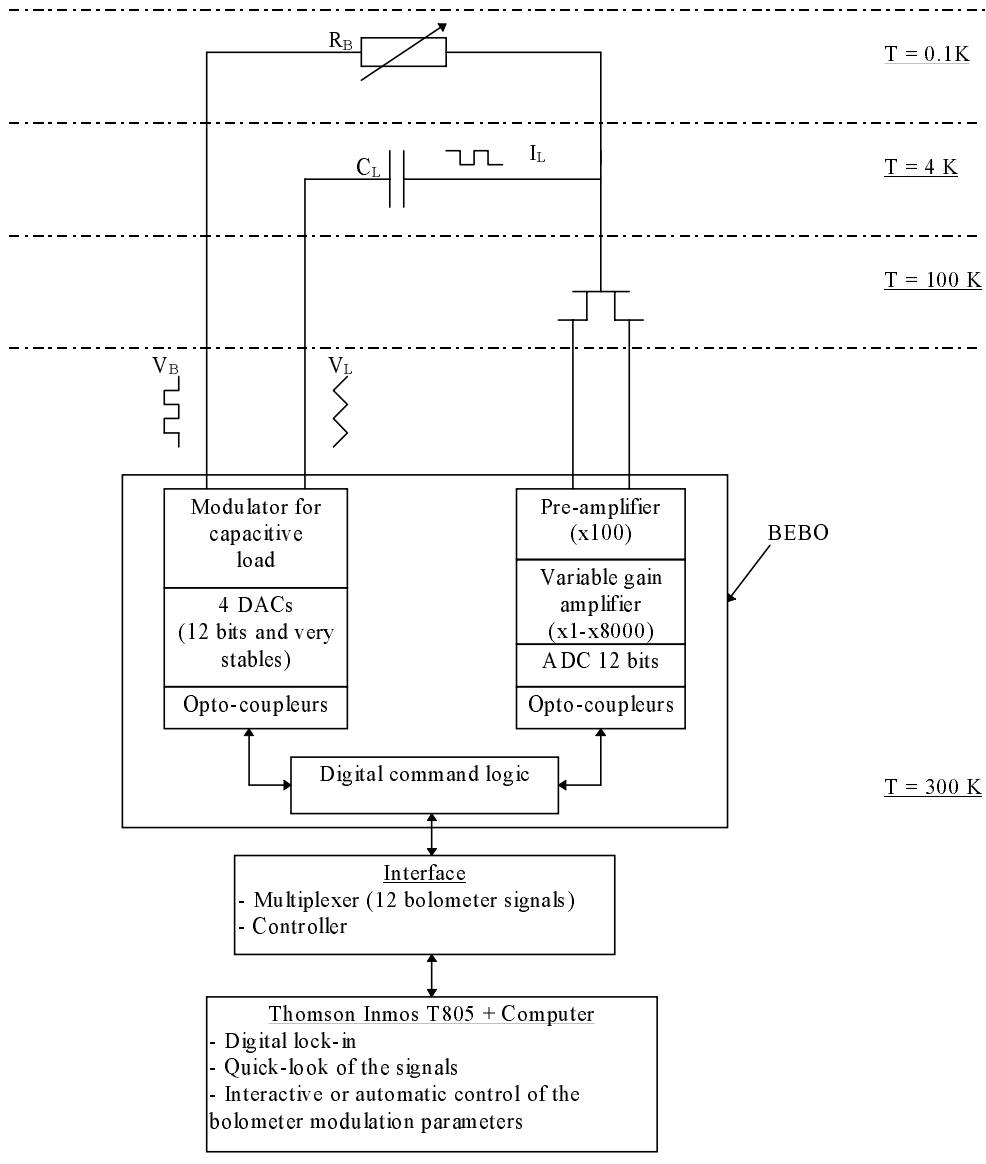 R_B
T = 0.1K
C_L
I_L
T = 4 K
T = 100 K
V_B
V_L
Modulator for
capacitive
load
4 DACs
(12 bits and very
stables)
Opto-coupleurs
Pre-amplifier
(x100)
Variable gain
amplifier
(x1-x8000)
ADC 12 bits
Opto-coupleurs
BEBO
Digital command logic
T = 300 K
Interface
- Multiplexer (12 bolometer signals)
- Controller
Thomson Inmos T805 + Computer
- Digital lock-in
- Quick-look of the signals
- Interactive or automatic control of the
bolometer modulation parameters